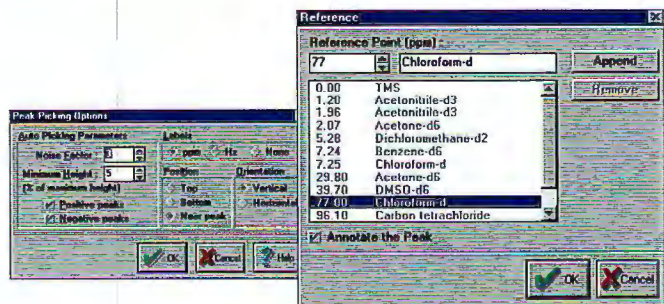 Reference
Reference Point (ppm)
77 Chloroform-d Append
Remove
0.00 TMS
1.20 Acetonitrile-d3
1.96 Acetonitrile-d3
2.07 Acetone-d6
5.28 Dichloromethane-d2
7.24 Benzene-d6
7.25 Chloroform-d
29.80 Acetone-d6
39.70 DMSO-d6
77.00 Chloroform-d
96.10 Carbon tetrachloride
Annotate the Peak
OK Cancel
Peak Picking Options
Auto Picking Parameters
Noise Factor: 3
Minimum Height: 5
(% of maximum height)
Positive peaks
Negative peaks
Labels
ppm Hz None
Position
Top
Bottom
Near peak
Orientation
Vertical
Horizontal
OK Cancel Help